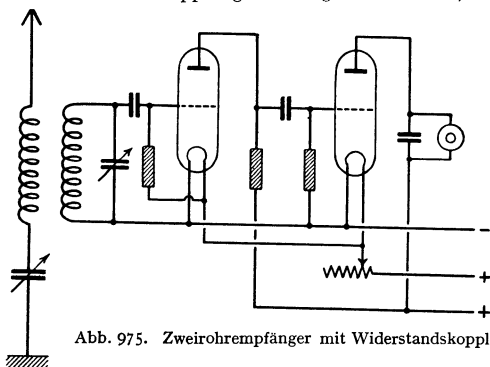 −
+
+
Abb. 975. Zweirohrempfänger mit Widerstandskoppl